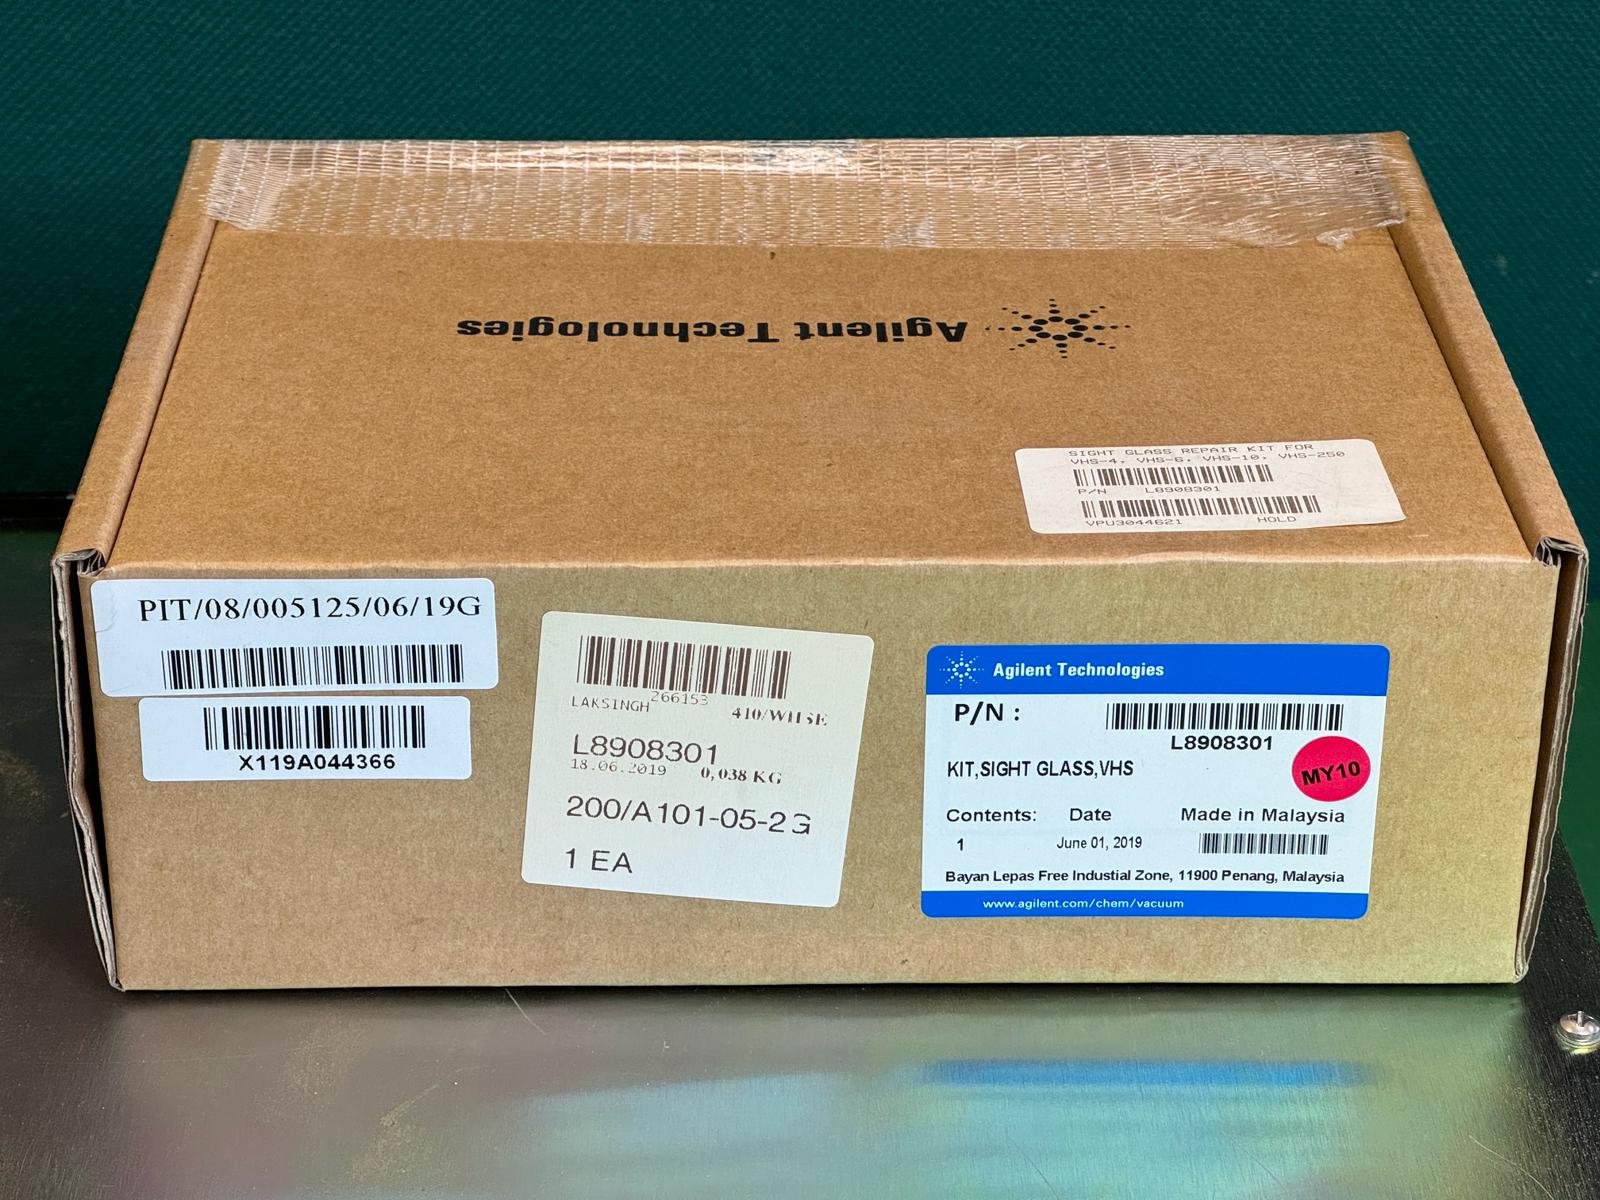 Agilent Technologies
SIGHT GLASS REPAIR KIT FOR
VHS-4, VHS-6, VHS-10, VHS-250
P/N L8908301
VPU3044621 HOLD
PIT/08/005125/06/19G
X119A044366
LAKSINGH 266153 410/WHSE
L8908301
18.06.2019 0,038 KG
200/A101-05-2G
1 EA
Agilent Technologies
P/N :
L8908301
KIT,SIGHT GLASS,VHS
MY10
Contents: Date Made in Malaysia
1 June 01, 2019
Bayan Lepas Free Industial Zone, 11900 Penang, Malaysia
www.agilent.com/chem/vacuum